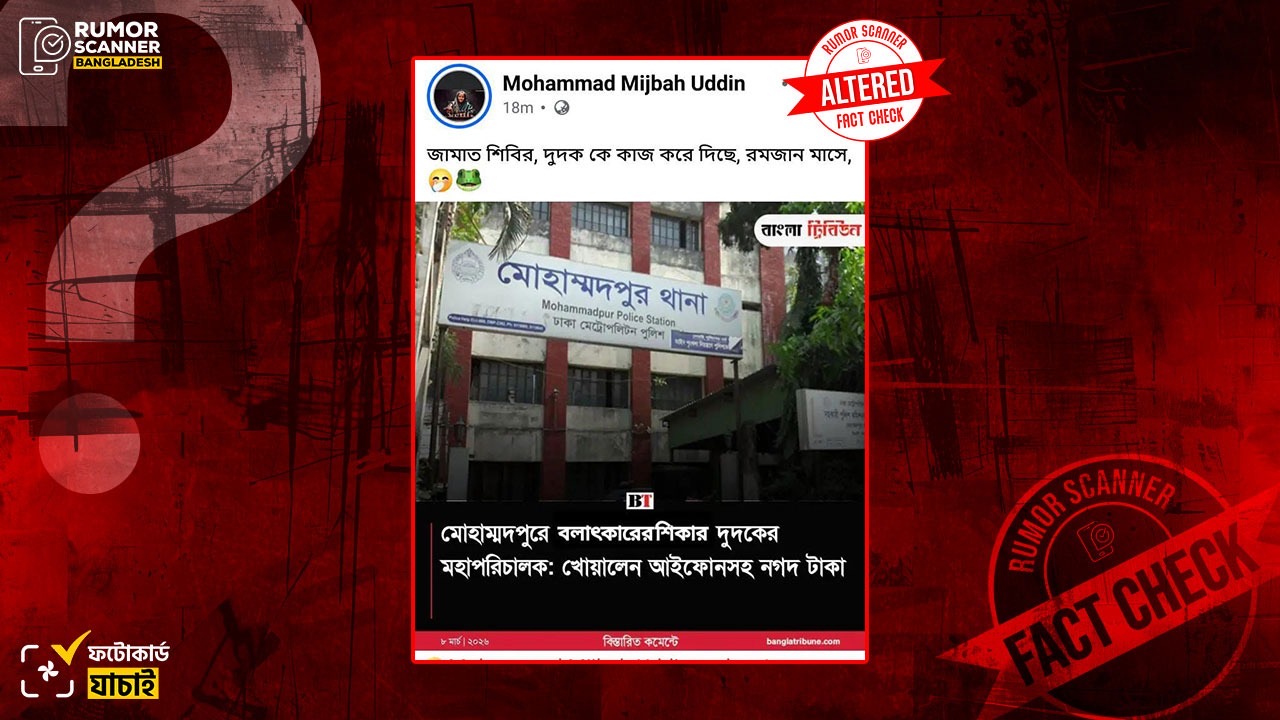 RUMOR
SCANNER
BANGLADESH
RUMOR SCANNER
ALTERED
FACT CHECK
Mohammad Mijbah Uddin
18m
জামাত শিবির, দুদক কে কাজ করে দিছে, রমজান মাসে,
🤭🐸
বাংলা ট্রিবিউন
মোহাম্মদপুর থানা
Mohammadpur Police Station
ঢাকা মেট্রোপলিটন পুলিশ
BT
মোহাম্মদপুরে বলাৎকারেরশিকার দুদকের
মহাপরিচালক: খোয়ালেন আইফোনসহ নগদ টাকা
৮ মার্চ | ২০২৬
বিস্তারিত কমেন্টে
banglatribune.com
ফটোকার্ড
যাচাই
RUMOR SCANNER
FACT CHECK